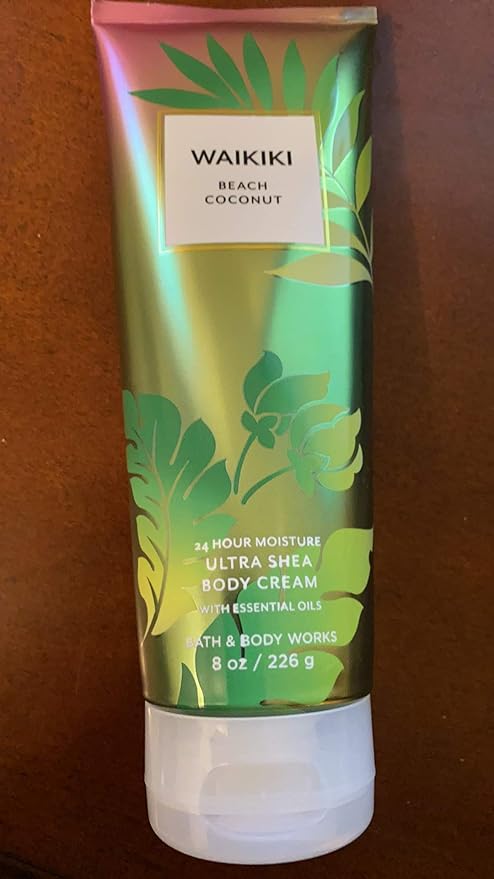 WAIKIKI
BEACH
COCONUT
24 HOUR MOISTURE
ULTRA SHEA
BODY CREAM
WITH ESSENTIAL OILS
BATH & BODY WORKS
8 oz / 226 g